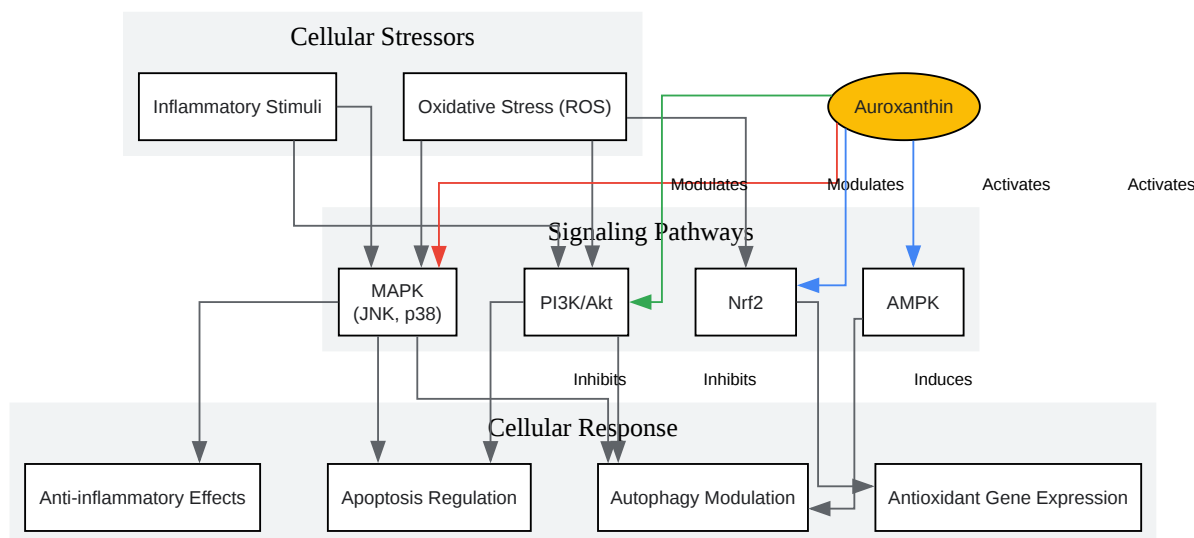 Cellular Stressors
Inflammatory Stimuli
Oxidative Stress (ROS)
Auroxanthin
Modulates
Modulates
Activates
Activates
Signaling Pathways
MAPK
(JNK, p38)
PI3K/Akt
Nrf2
AMPK
Inhibits
Inhibits
Induces
Cellular Response
Anti-inflammatory Effects
Apoptosis Regulation
Autophagy Modulation
Antioxidant Gene Expression